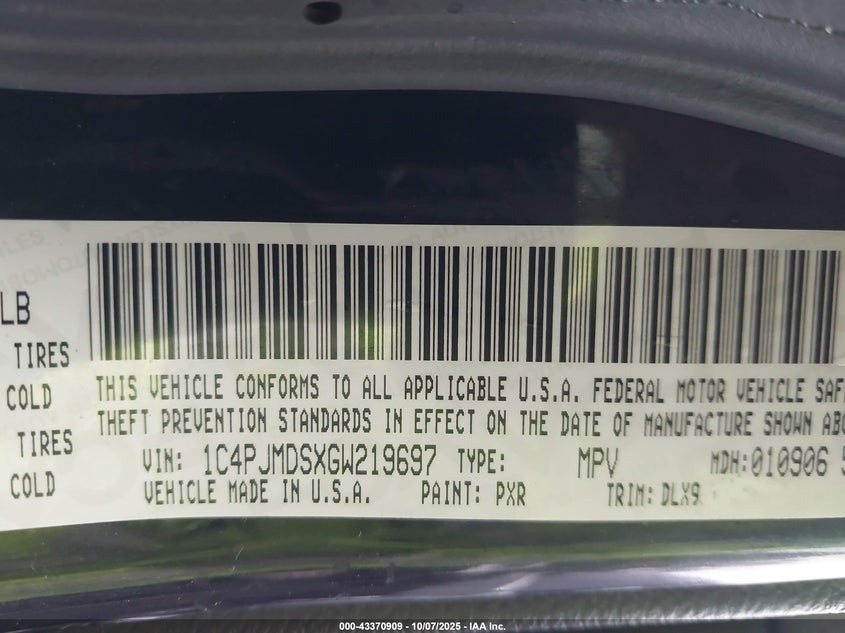 LB
TIRES
COLD
TIRES
COLD
THIS VEHICLE CONFORMS TO ALL APPLICABLE U.S.A. FEDERAL MOTOR VEHICLE SAF
THEFT PREVENTION STANDARDS IN EFFECT ON THE DATE OF MANUFACTURE SHOWN ABO
VIN: 1C4PJMDSXGW219697 TYPE: MPV MDH:010906 5
VEHICLE MADE IN U.S.A. PAINT: PXR TRIM: DLX9
000-43370909 - 10/07/2025 - IAA Inc.